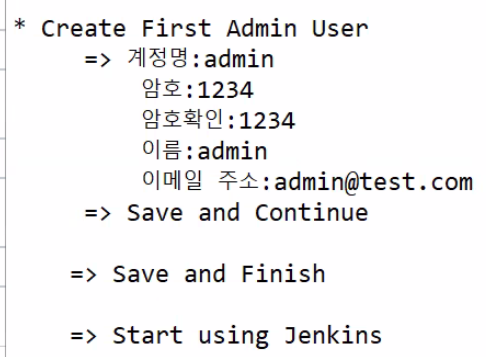 * Create First Admin User
=> 계정명:admin
암호:1234
암호확인:1234
이름:admin
이메일 주소:admin@test.com
=> Save and Continue
=> Save and Finish
=> Start using Jenkins